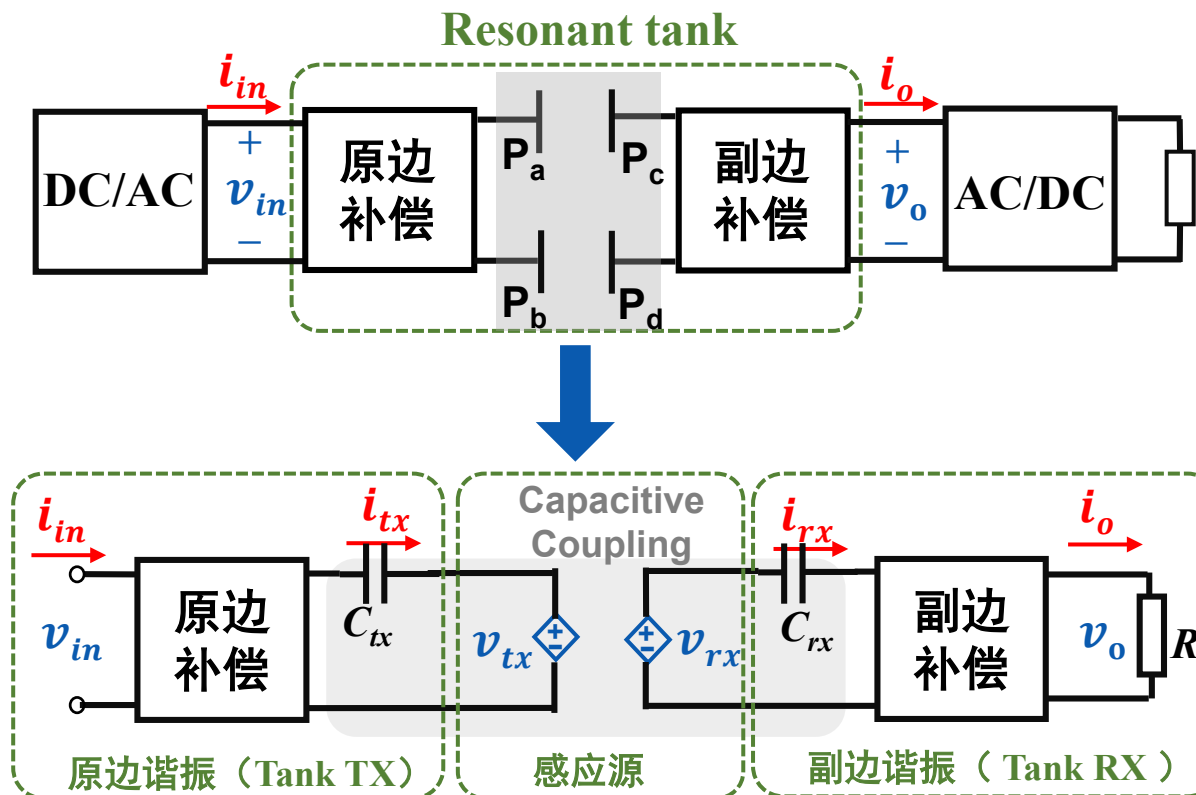 Resonant tank
i_in
i_o
DC/AC
+
v_in
−
原边
补偿
P_a
P_b
P_c
P_d
副边
补偿
+
v_o
−
AC/DC
i_in
i_tx
Capacitive
Coupling
i_rx
i_o
v_in
原边
补偿
C_tx
v_tx
v_rx
C_rx
副边
补偿
v_o
R
原边谐振（Tank TX）
感应源
副边谐振（ Tank RX ）